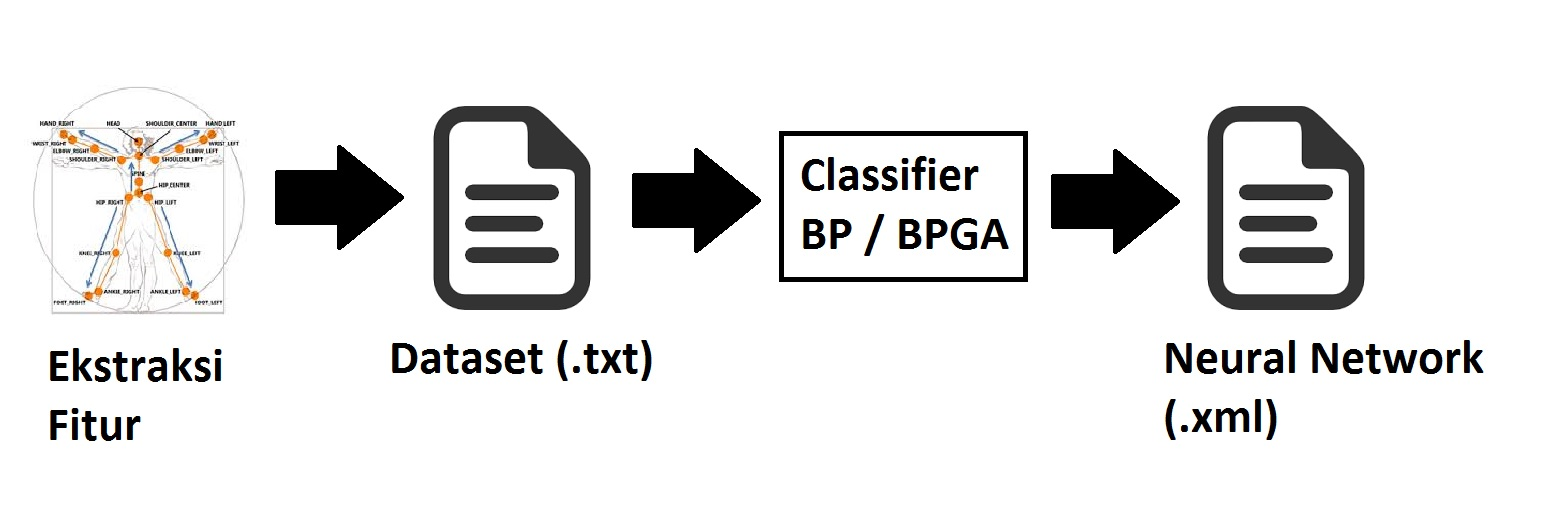 HAND_RIGHT HEAD SHOULDER_CENTER HAND_LEFT
WRIST_RIGHT WRIST_LEFT
ELBOW_RIGHT ELBOW_LEFT
SHOULDER_RIGHT SHOULDER_LEFT
SPINE
HIP_CENTER
HIP_RIGHT HIP_LEFT
KNEE_RIGHT KNEE_LEFT
ANKLE_RIGHT ANKLE_LEFT
FOOT_RIGHT FOOT_LEFT
Ekstraksi
Fitur
Dataset (.txt)
Classifier
BP / BPGA
Neural Network
(.xml)